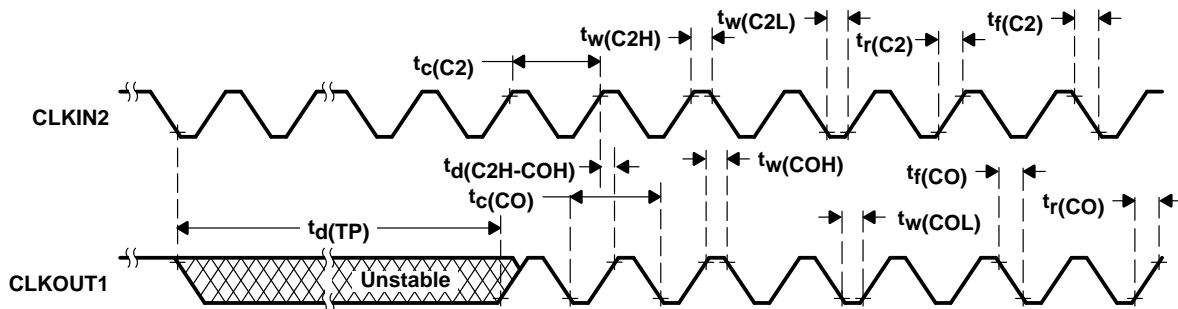 tw(C2H)
tw(C2L)
tr(C2)
tf(C2)
tc(C2)
CLKIN2
td(C2H-COH)
tw(COH)
tc(CO)
tf(CO)
tr(CO)
td(TP)
tw(COL)
CLKOUT1
Unstable